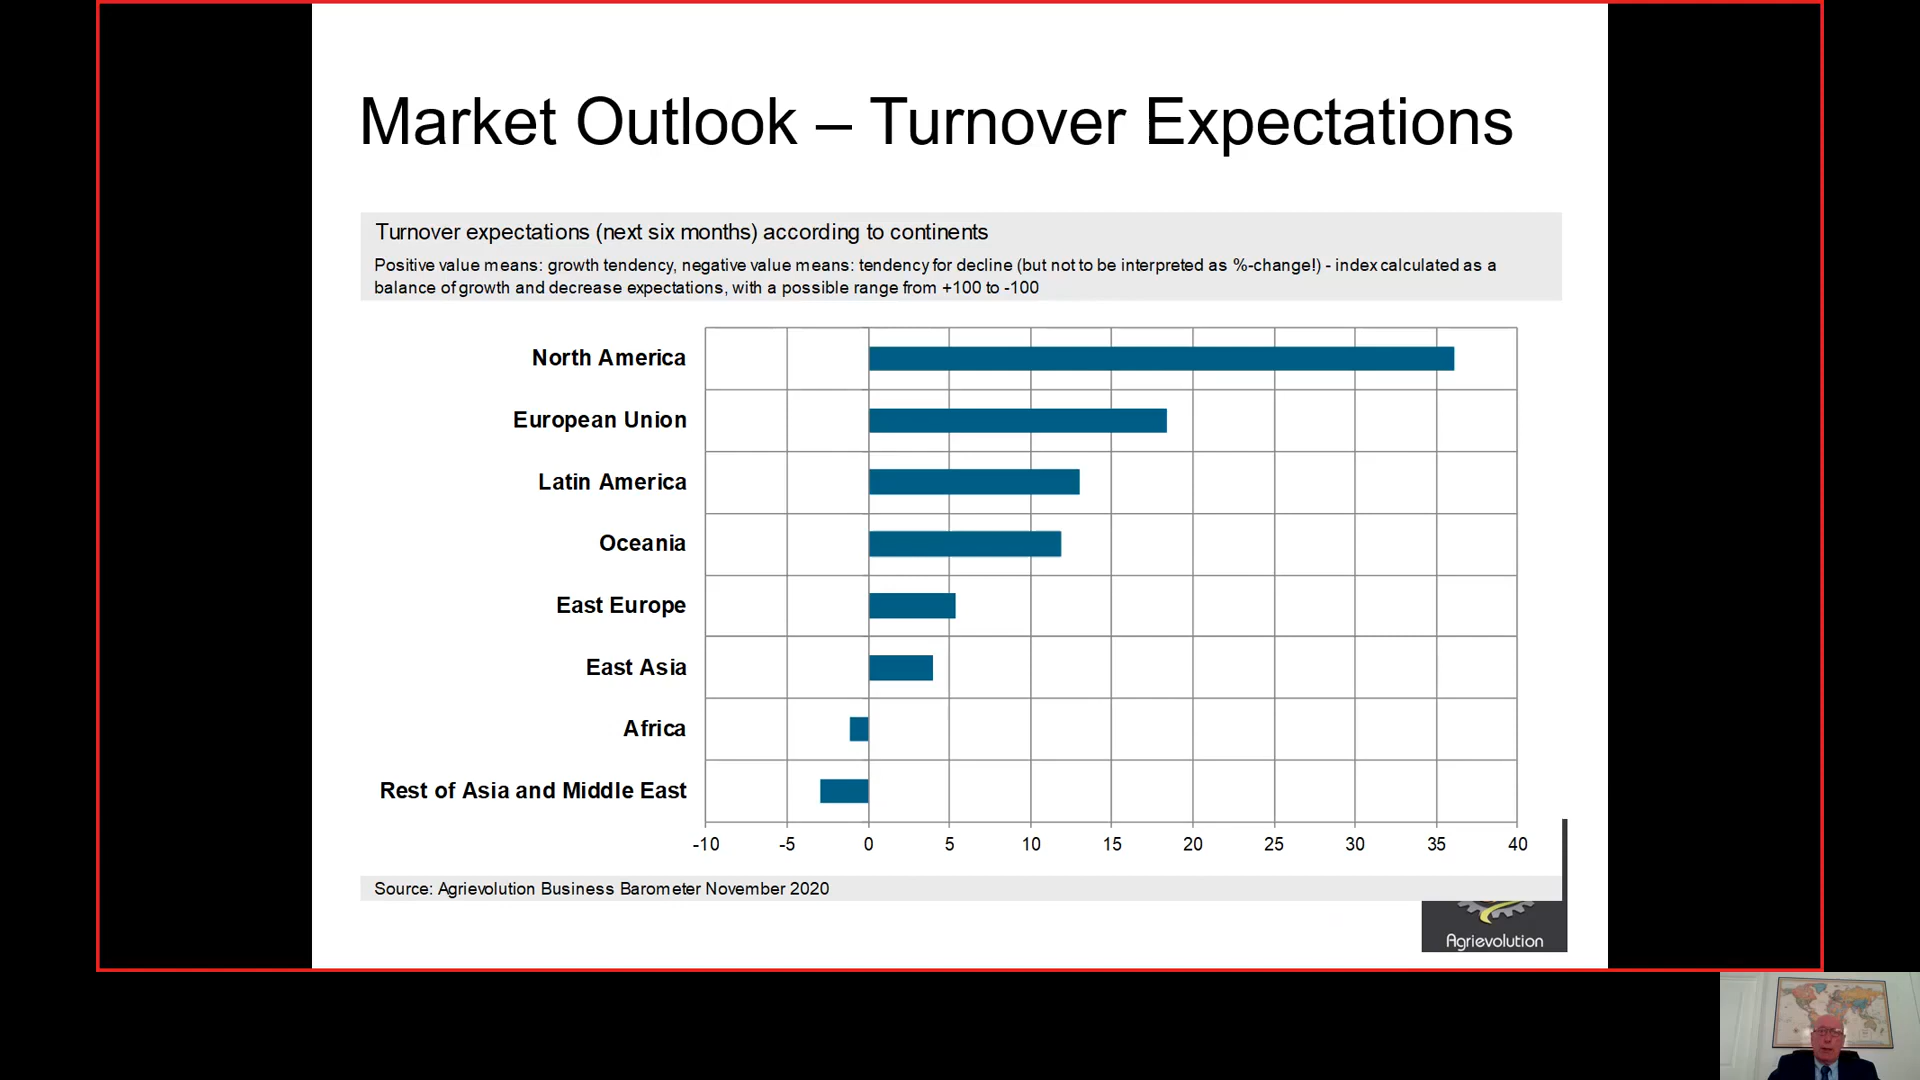 Market Outlook – Turnover Expectations
Turnover expectations (next six months) according to continents
Positive value means: growth tendency, negative value means: tendency for decline (but not to be interpreted as %-change!) - index calculated as a
balance of growth and decrease expectations, with a possible range from +100 to -100
North America
European Union
Latin America
Oceania
East Europe
East Asia
Africa
Rest of Asia and Middle East
-10 -5 0 5 10 15 20 25 30 35 40
Source: Agrievolution Business Barometer November 2020
Agrievolution